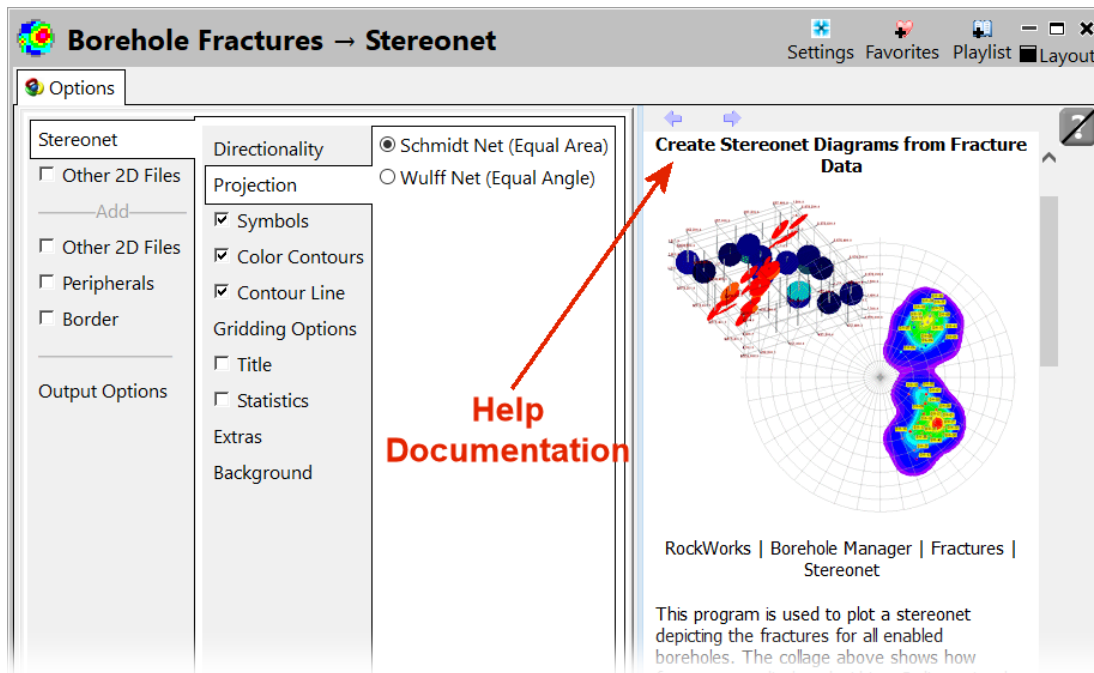 Borehole Fractures → Stereonet
Settings
Favorites
Playlist
Layout
Options
Stereonet
Other 2D Files
Add
Other 2D Files
Peripherals
Border
Output Options
Directionality
Projection
Symbols
Color Contours
Contour Line
Gridding Options
Title
Statistics
Extras
Background
Schmidt Net (Equal Area)
Wulff Net (Equal Angle)
Help
Documentation
?
Create Stereonet Diagrams from Fracture
Data
RockWorks | Borehole Manager | Fractures |
Stereonet
This program is used to plot a stereonet
depicting the fractures for all enabled
boreholes. The collage above shows how